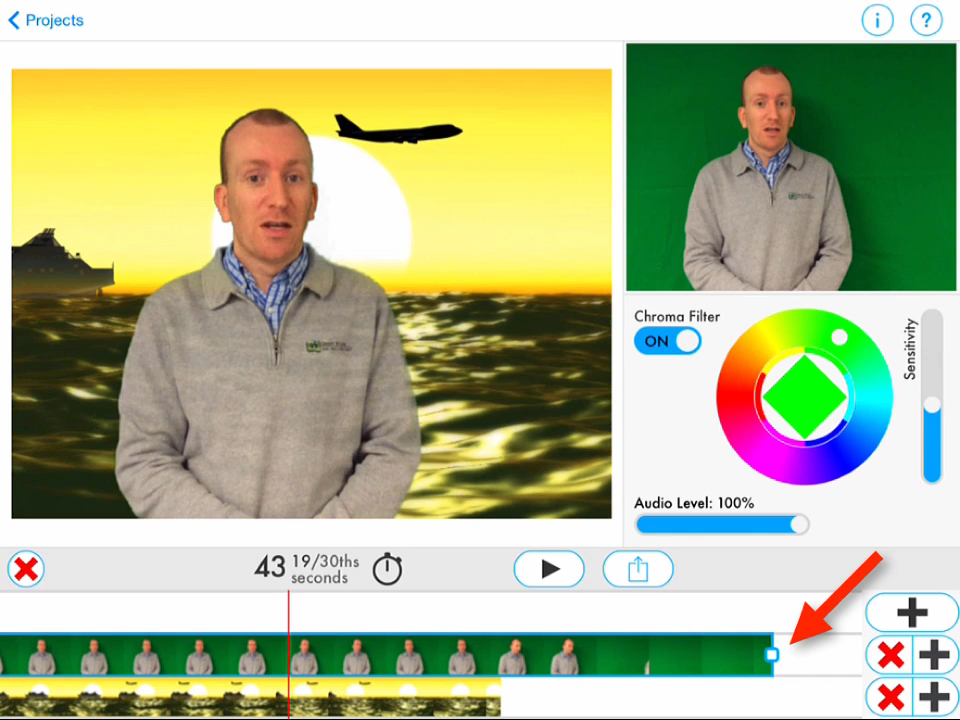 Projects
i ?
Chroma Filter
ON
Sensitivity
Audio Level: 100%
43 19/30ths
seconds